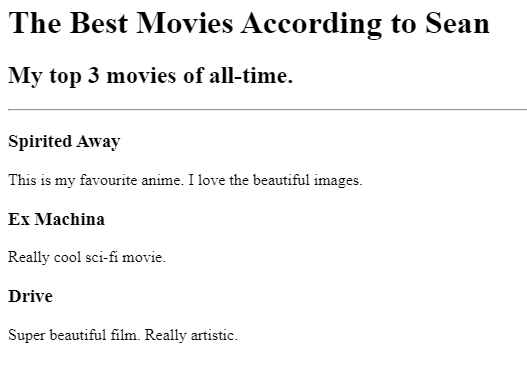 The Best Movies According to Sean
My top 3 movies of all-time.
Spirited Away
This is my favourite anime. I love the beautiful images.
Ex Machina
Really cool sci-fi movie.
Drive
Super beautiful film. Really artistic.